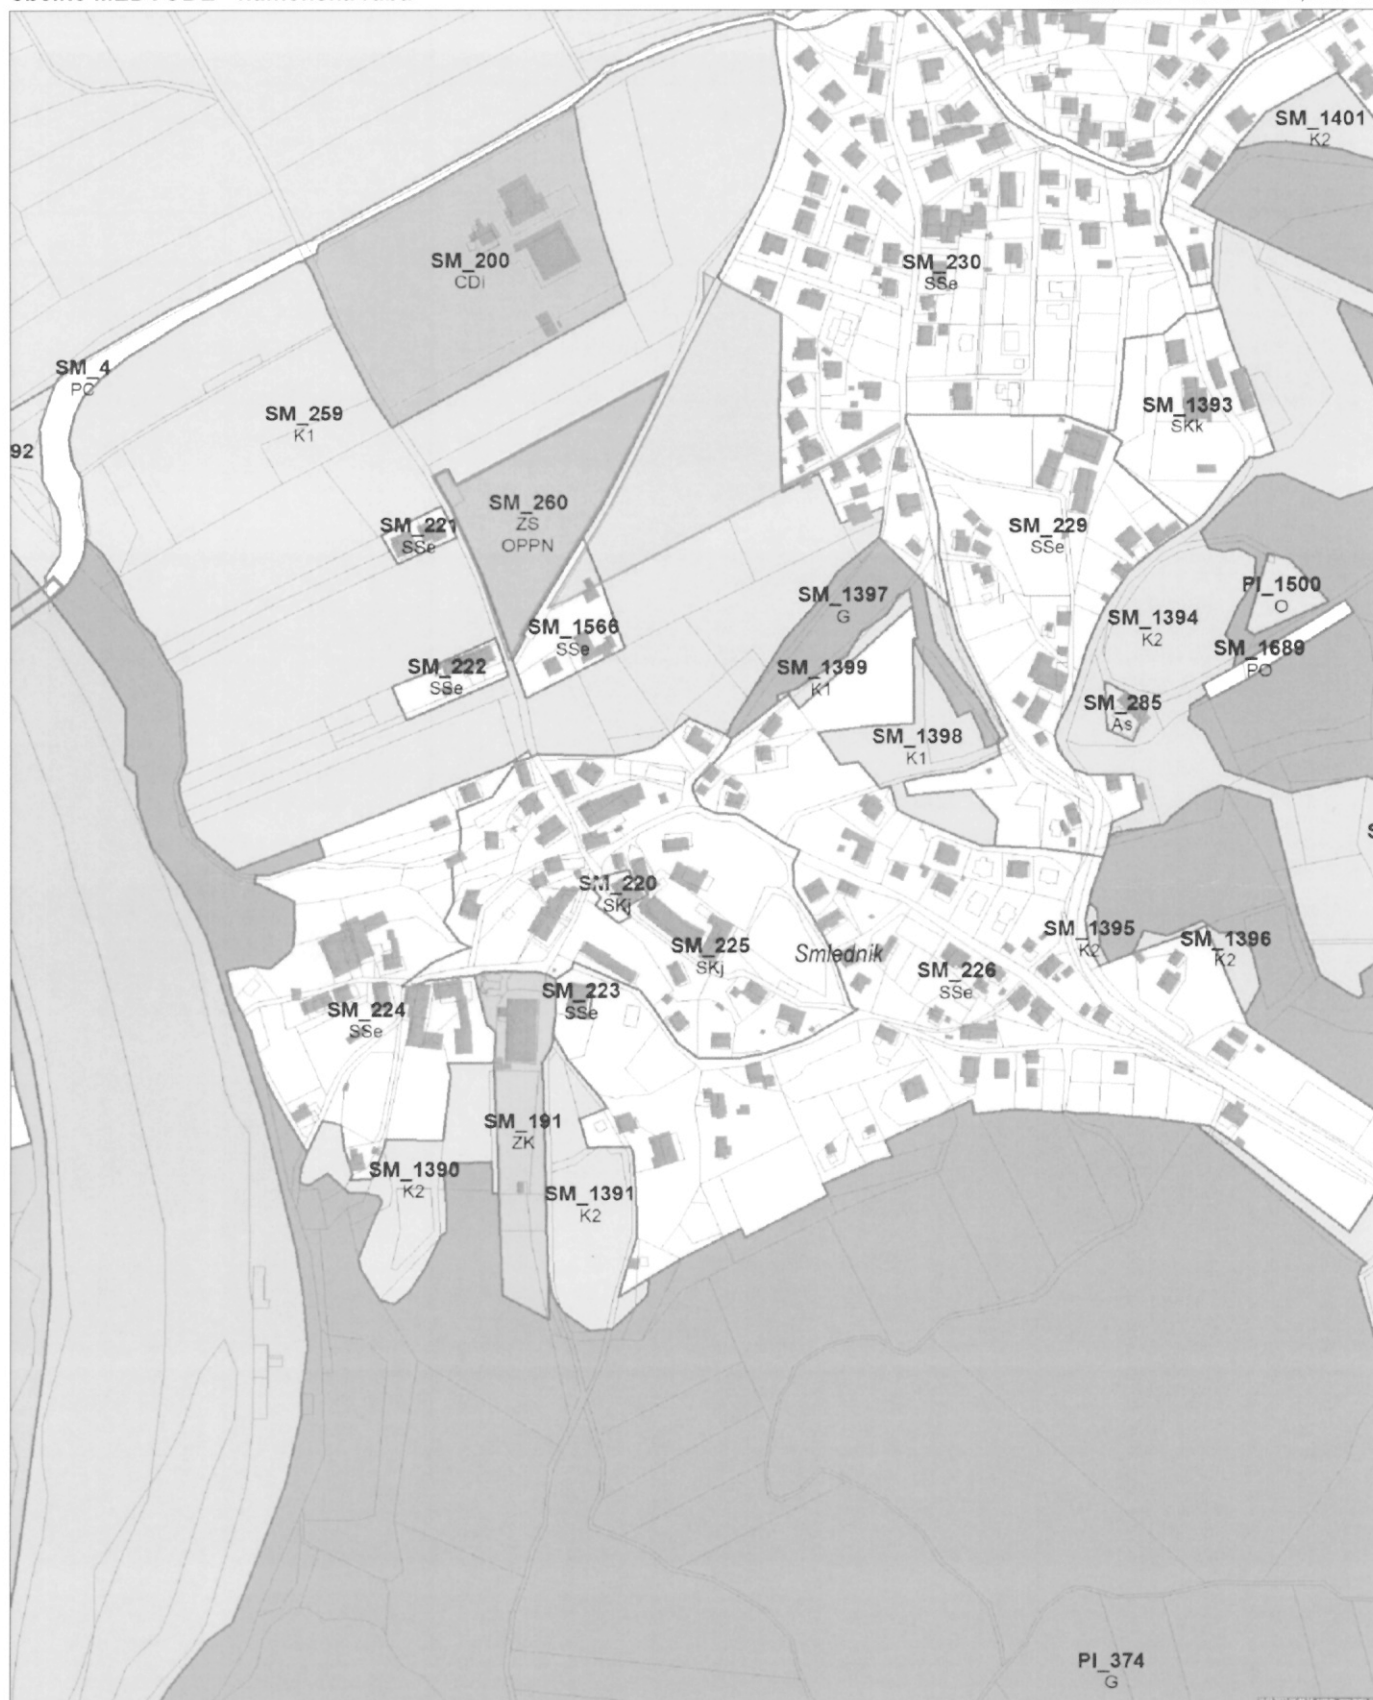 SM_1401
K2
SM_200
CDi
SM_230
SSe
SM_4
PC
SM_259
K1
SM_1393
SKk
92
SM_260
ZS
OPPN
SM_221
SSe
SM_229
SSe
SM_1397
G
PI_1500
O
SM_1394
K2
SM_1566
SSe
SM_1689
PO
SM_222
SSe
SM_1399
K1
SM_285
As
SM_1398
K1
SM_220
SKj
SM_225
SKj
Smlednik
SM_1395
K2
SM_1396
K2
SM_226
SSe
SM_223
SSe
SM_224
SSe
SM_191
ZK
SM_1390
K2
SM_1391
K2
PI_374
G